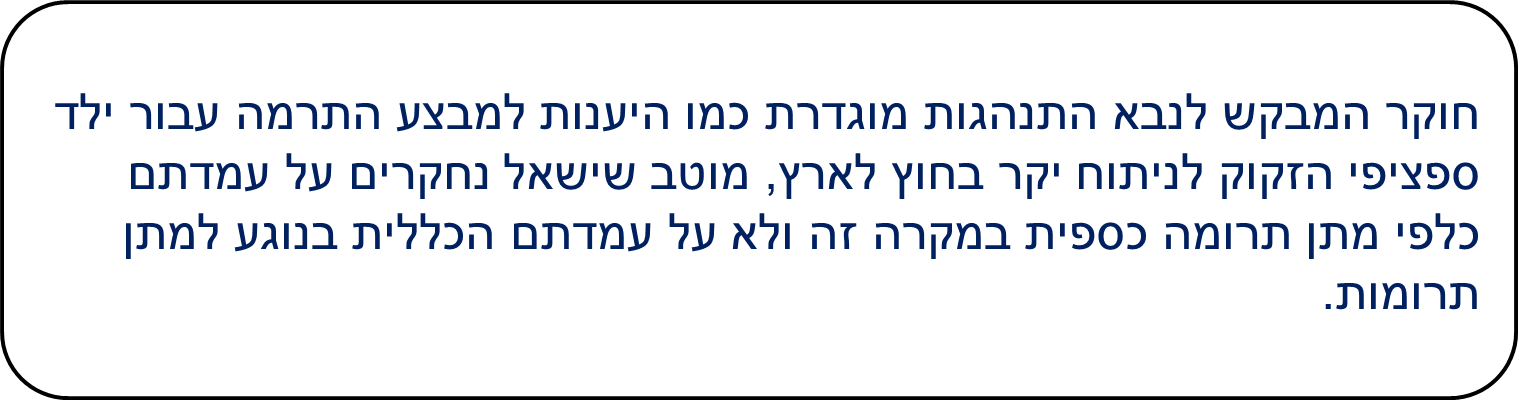 חוקר המבקש לנבא התנהגות מוגדרת כמו היענות למבצע התרמה עבור ילד
ספציפי הזקוק לניתוח יקר בחוץ לארץ, מוטב שישאל נחקרים על עמדתם
כלפי מתן תרומה כספית במקרה זה ולא על עמדתם הכללית בנוגע למתן
תרומות.